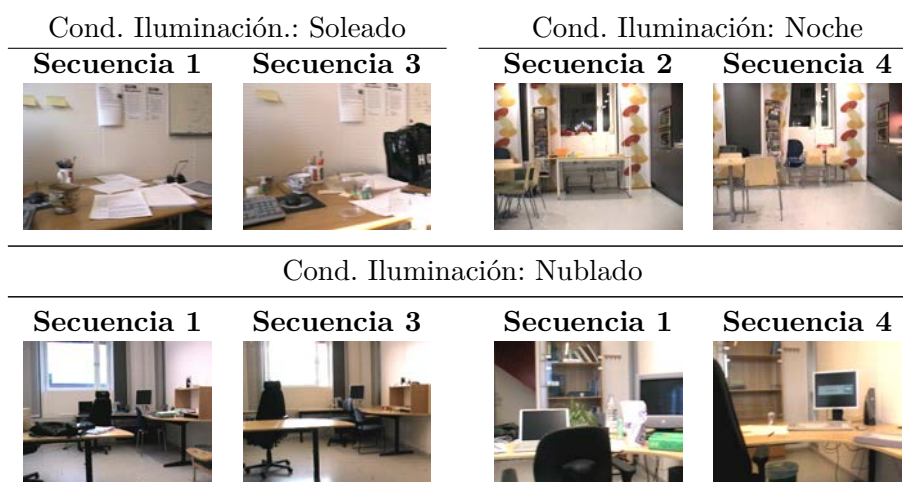 Cond. Iluminación.: Soleado
Cond. Iluminación: Noche
Secuencia 1
Secuencia 3
Secuencia 2
Secuencia 4
Cond. Iluminación: Nublado
Secuencia 1
Secuencia 3
Secuencia 1
Secuencia 4